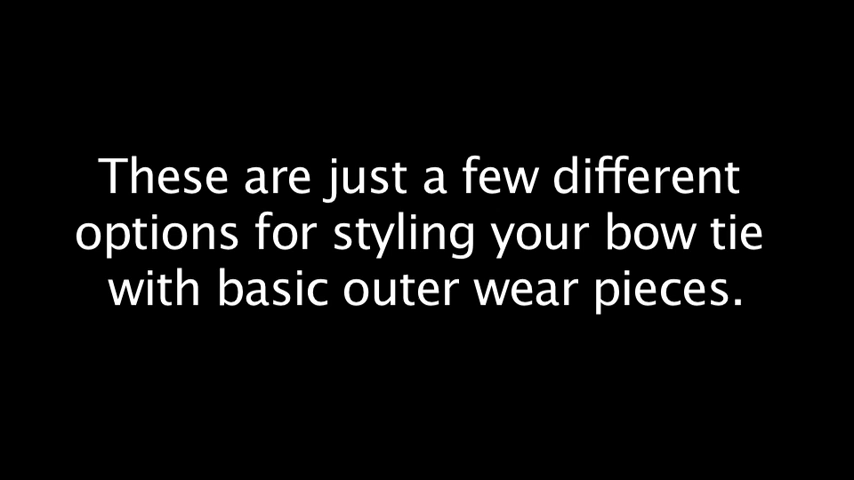 These are just a few different
options for styling your bow tie
with basic outer wear pieces.